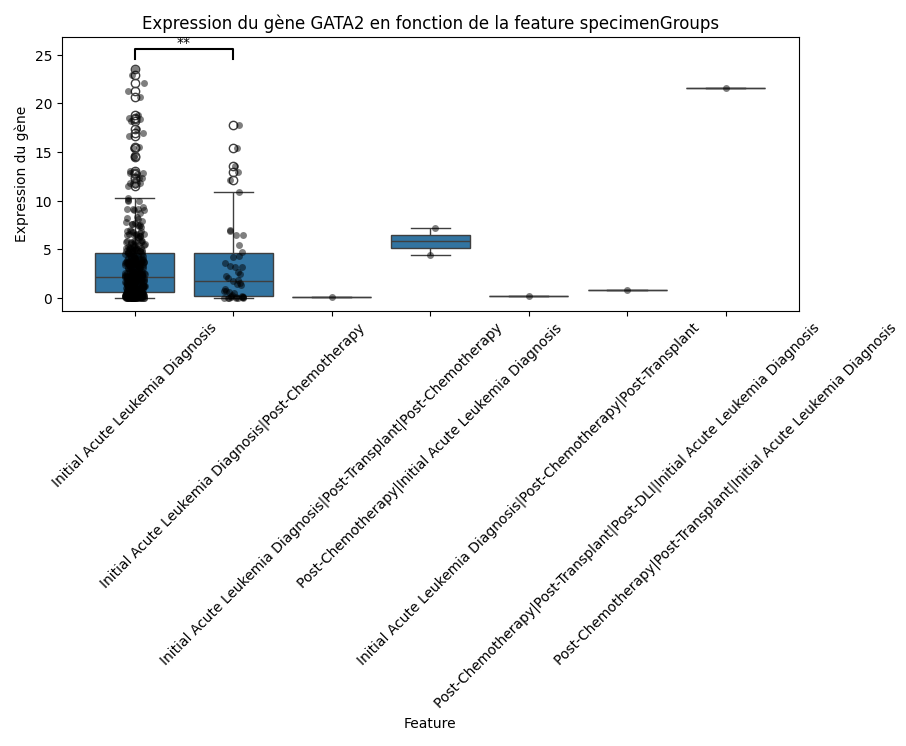 Expression du gène GATA2 en fonction de la feature specimenGroups
**
Expression du gène
25
20
15
10
5
0
Initial Acute Leukemia Diagnosis
Initial Acute Leukemia Diagnosis|Post-Chemotherapy
Initial Acute Leukemia Diagnosis|Post-Transplant|Post-Chemotherapy
Post-Chemotherapy|Initial Acute Leukemia Diagnosis
Initial Acute Leukemia Diagnosis|Post-Chemotherapy|Post-Transplant
Post-Chemotherapy|Post-Transplant|Post-DLI|Initial Acute Leukemia Diagnosis
Post-Chemotherapy|Post-Transplant|Initial Acute Leukemia Diagnosis
Feature